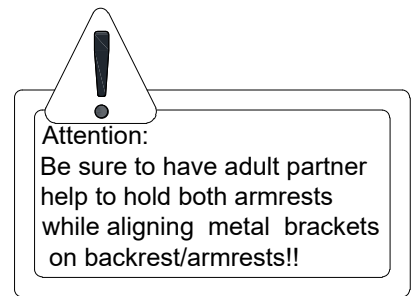 Attention:
Be sure to have adult partner
help to hold both armrests
while aligning metal brackets
on backrest/armrests!!